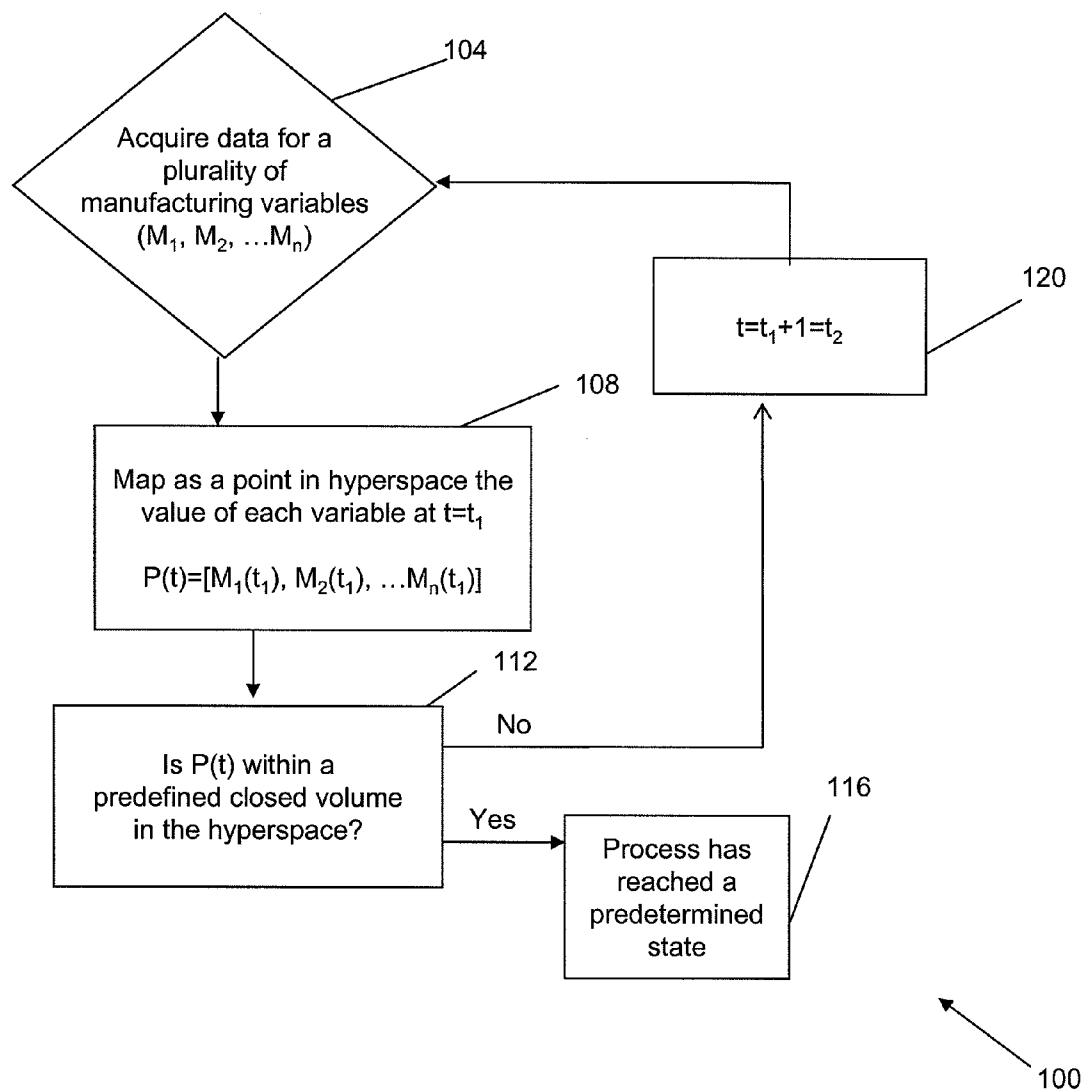 104
Acquire data for a
plurality of
manufacturing variables
(M₁, M₂, …Mₙ)
120
t=t₁+1=t₂
108
Map as a point in hyperspace the
value of each variable at t=t₁
P(t)=[M₁(t₁), M₂(t₁), …Mₙ(t₁)]
112
No
Is P(t) within a
predefined closed volume
in the hyperspace?
Yes
116
Process has
reached a
predetermined
state
100